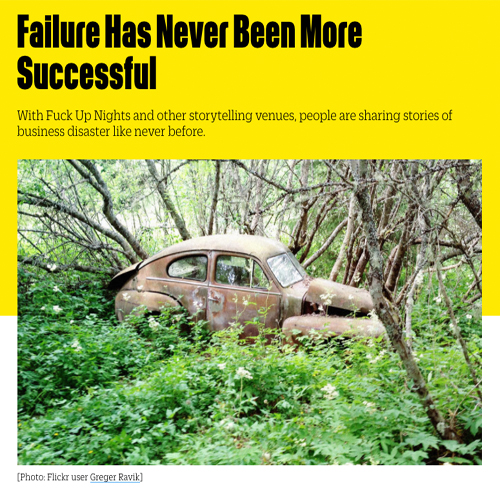 Failure Has Never Been More
Successful
With Fuck Up Nights and other storytelling venues, people are sharing stories of
business disaster like never before.
[Photo: Flickr user Greger Ravik]